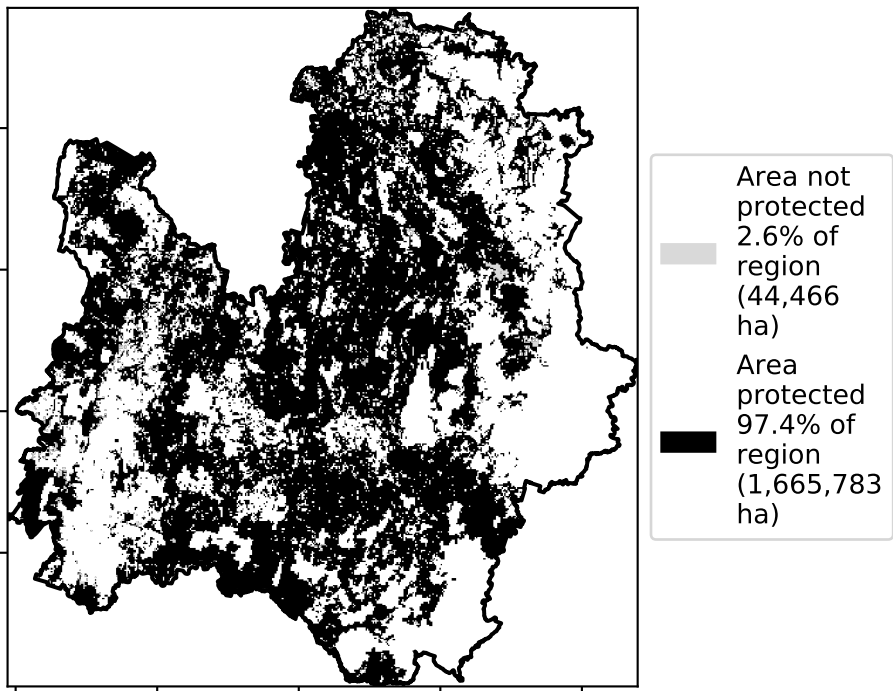 Area not
protected
2.6% of
region
(44,466
ha)
Area
protected
97.4% of
region
(1,665,783
ha)